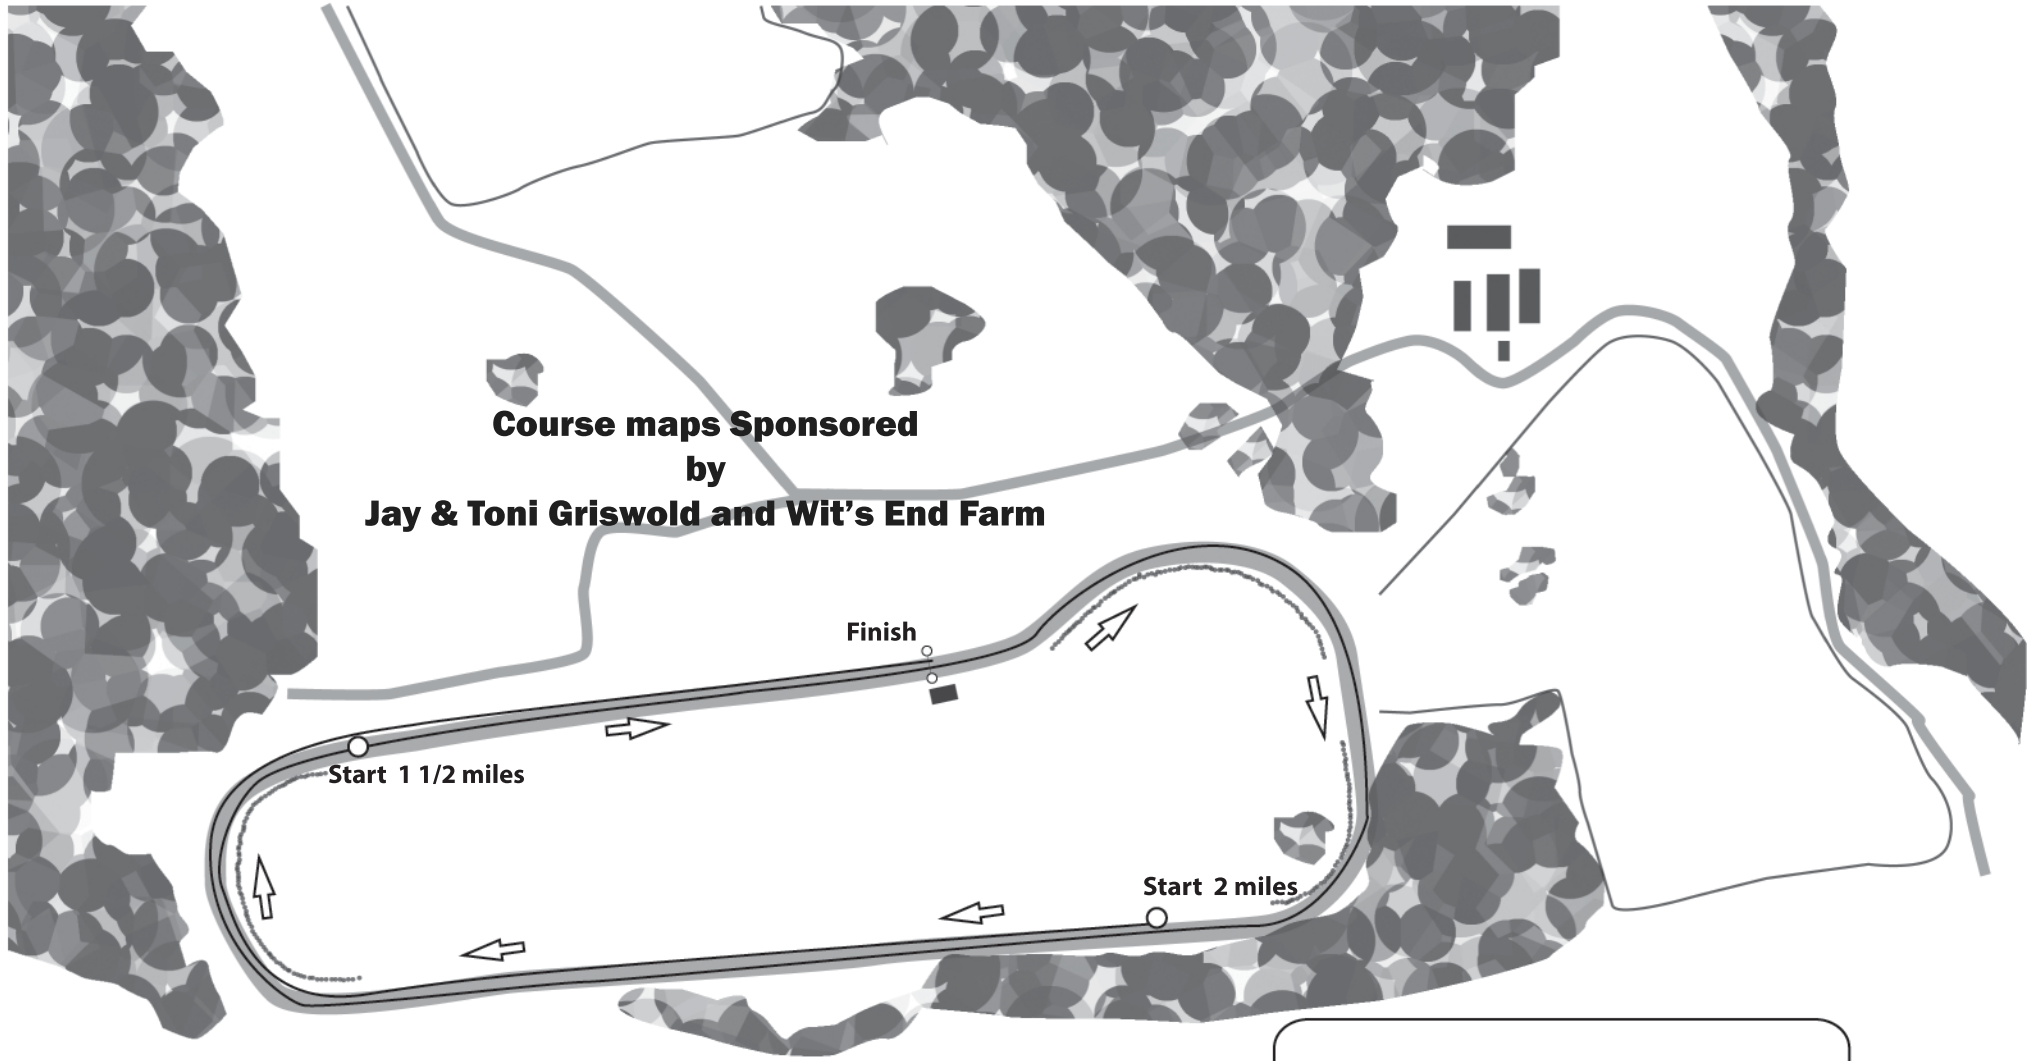 Course maps Sponsored
by
Jay & Toni Griswold and Wit's End Farm
Finish
Start 1 1/2 miles
Start 2 miles